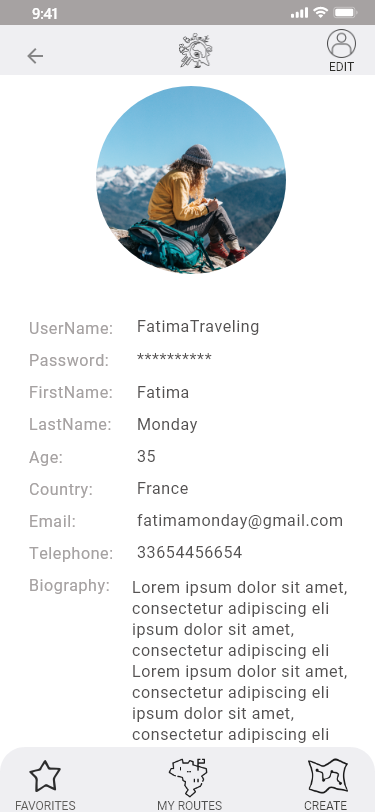 9:41
EDIT
UserName: FatimaTraveling
Password: **********
FirstName: Fatima
LastName: Monday
Age: 35
Country: France
Email: fatimamonday@gmail.com
Telephone: 33654456654
Biography: Lorem ipsum dolor sit amet,
consectetur adipiscing eli
ipsum dolor sit amet,
consectetur adipiscing eli
Lorem ipsum dolor sit amet,
consectetur adipiscing eli
ipsum dolor sit amet,
consectetur adipiscing eli
FAVORITES MY ROUTES CREATE